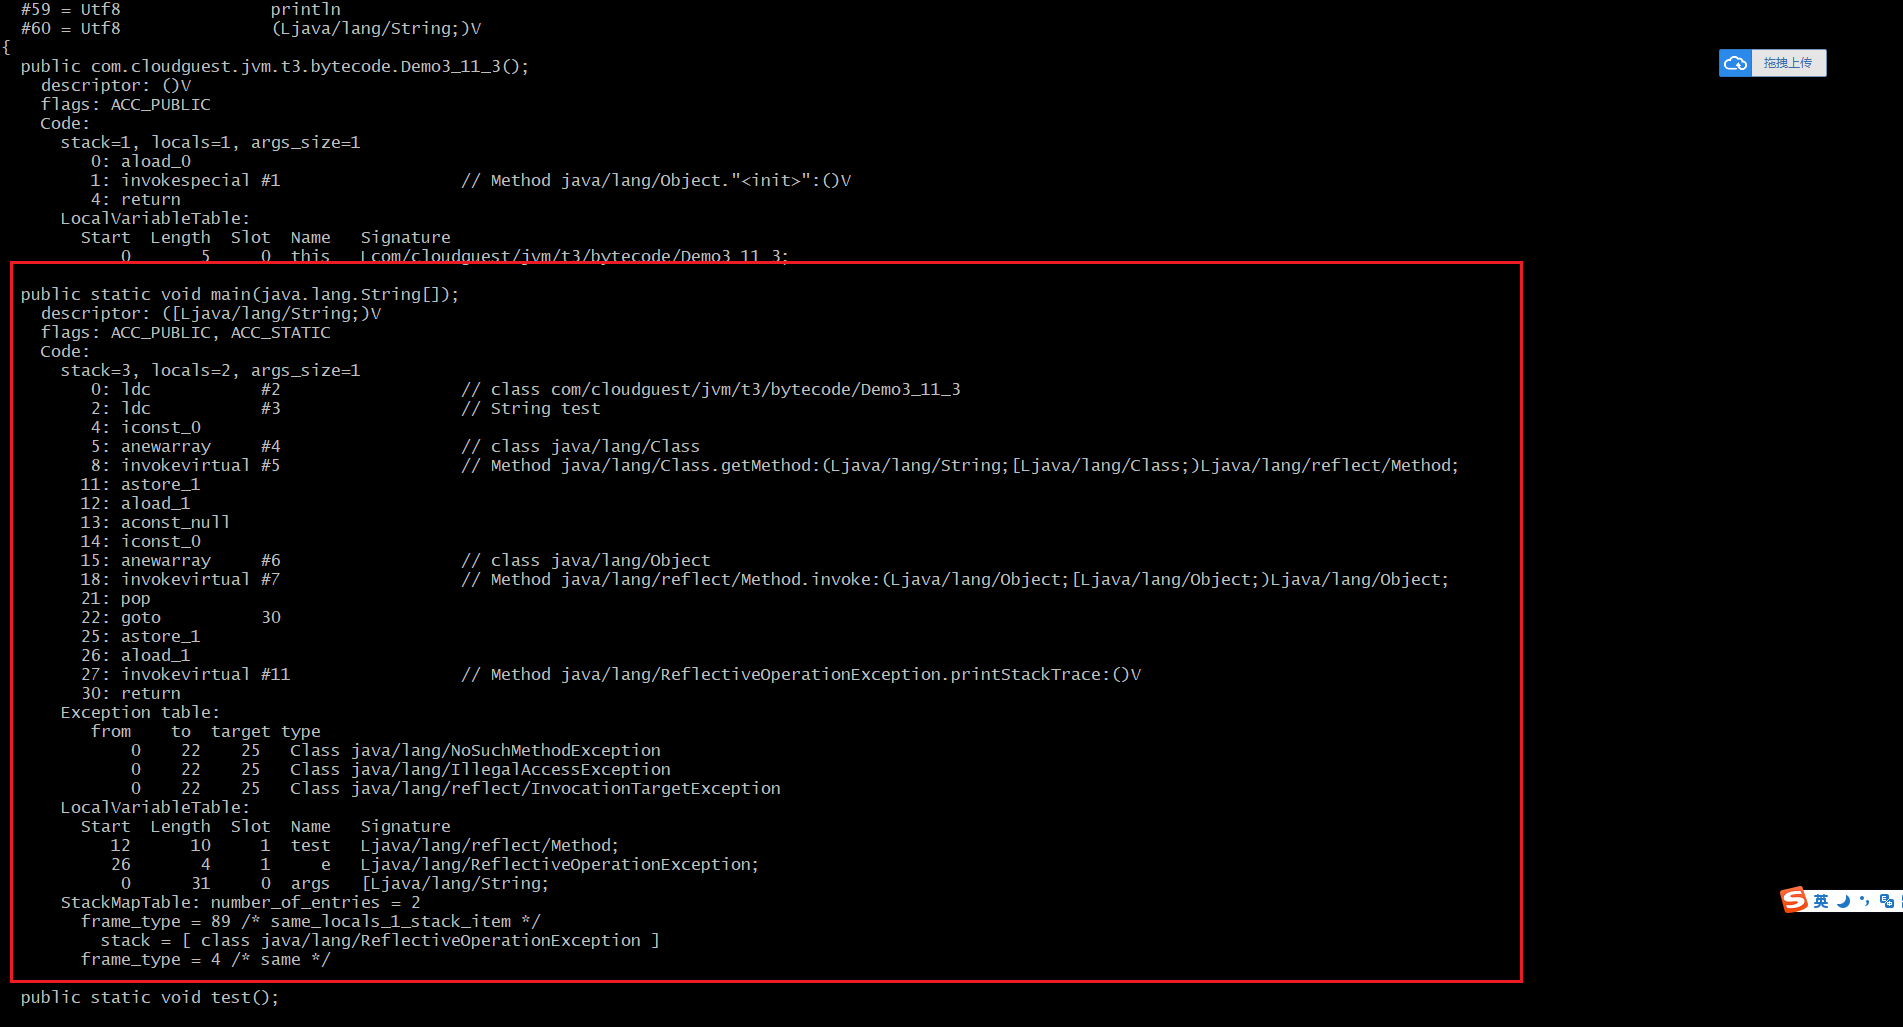 #59 = Utf8               println
#60 = Utf8               (Ljava/lang/String;)V
{
public com.cloudguest.jvm.t3.bytecode.Demo3_11_3();
descriptor: ()V
flags: ACC_PUBLIC
Code:
stack=1, locals=1, args_size=1
0: aload_0
1: invokespecial #1                  // Method java/lang/Object."<init>":()V
4: return
LocalVariableTable:
Start  Length  Slot  Name   Signature
0       5     0  this   Lcom/cloudguest/jvm/t3/bytecode/Demo3_11_3;
public static void main(java.lang.String[]);
descriptor: ([Ljava/lang/String;)V
flags: ACC_PUBLIC, ACC_STATIC
Code:
stack=3, locals=2, args_size=1
0: ldc           #2                  // class com/cloudguest/jvm/t3/bytecode/Demo3_11_3
2: ldc           #3                  // String test
4: iconst_0
5: anewarray     #4                  // class java/lang/Class
8: invokevirtual #5                  // Method java/lang/Class.getMethod:(Ljava/lang/String;[Ljava/lang/Class;)Ljava/lang/reflect/Method;
11: astore_1
12: aload_1
13: aconst_null
14: iconst_0
15: anewarray     #6                  // class java/lang/Object
18: invokevirtual #7                  // Method java/lang/reflect/Method.invoke:(Ljava/lang/Object;[Ljava/lang/Object;)Ljava/lang/Object;
21: pop
22: goto          30
25: astore_1
26: aload_1
27: invokevirtual #11                 // Method java/lang/ReflectiveOperationException.printStackTrace:()V
30: return
Exception table:
from    to  target type
0    22    25   Class java/lang/NoSuchMethodException
0    22    25   Class java/lang/IllegalAccessException
0    22    25   Class java/lang/reflect/InvocationTargetException
LocalVariableTable:
Start  Length  Slot  Name   Signature
12      10     1  test   Ljava/lang/reflect/Method;
26       4     1     e   Ljava/lang/ReflectiveOperationException;
0      31     0  args   [Ljava/lang/String;
StackMapTable: number_of_entries = 2
frame_type = 89 /* same_locals_1_stack_item */
stack = [ class java/lang/ReflectiveOperationException ]
frame_type = 4 /* same */
public static void test();
拖拽上传
英